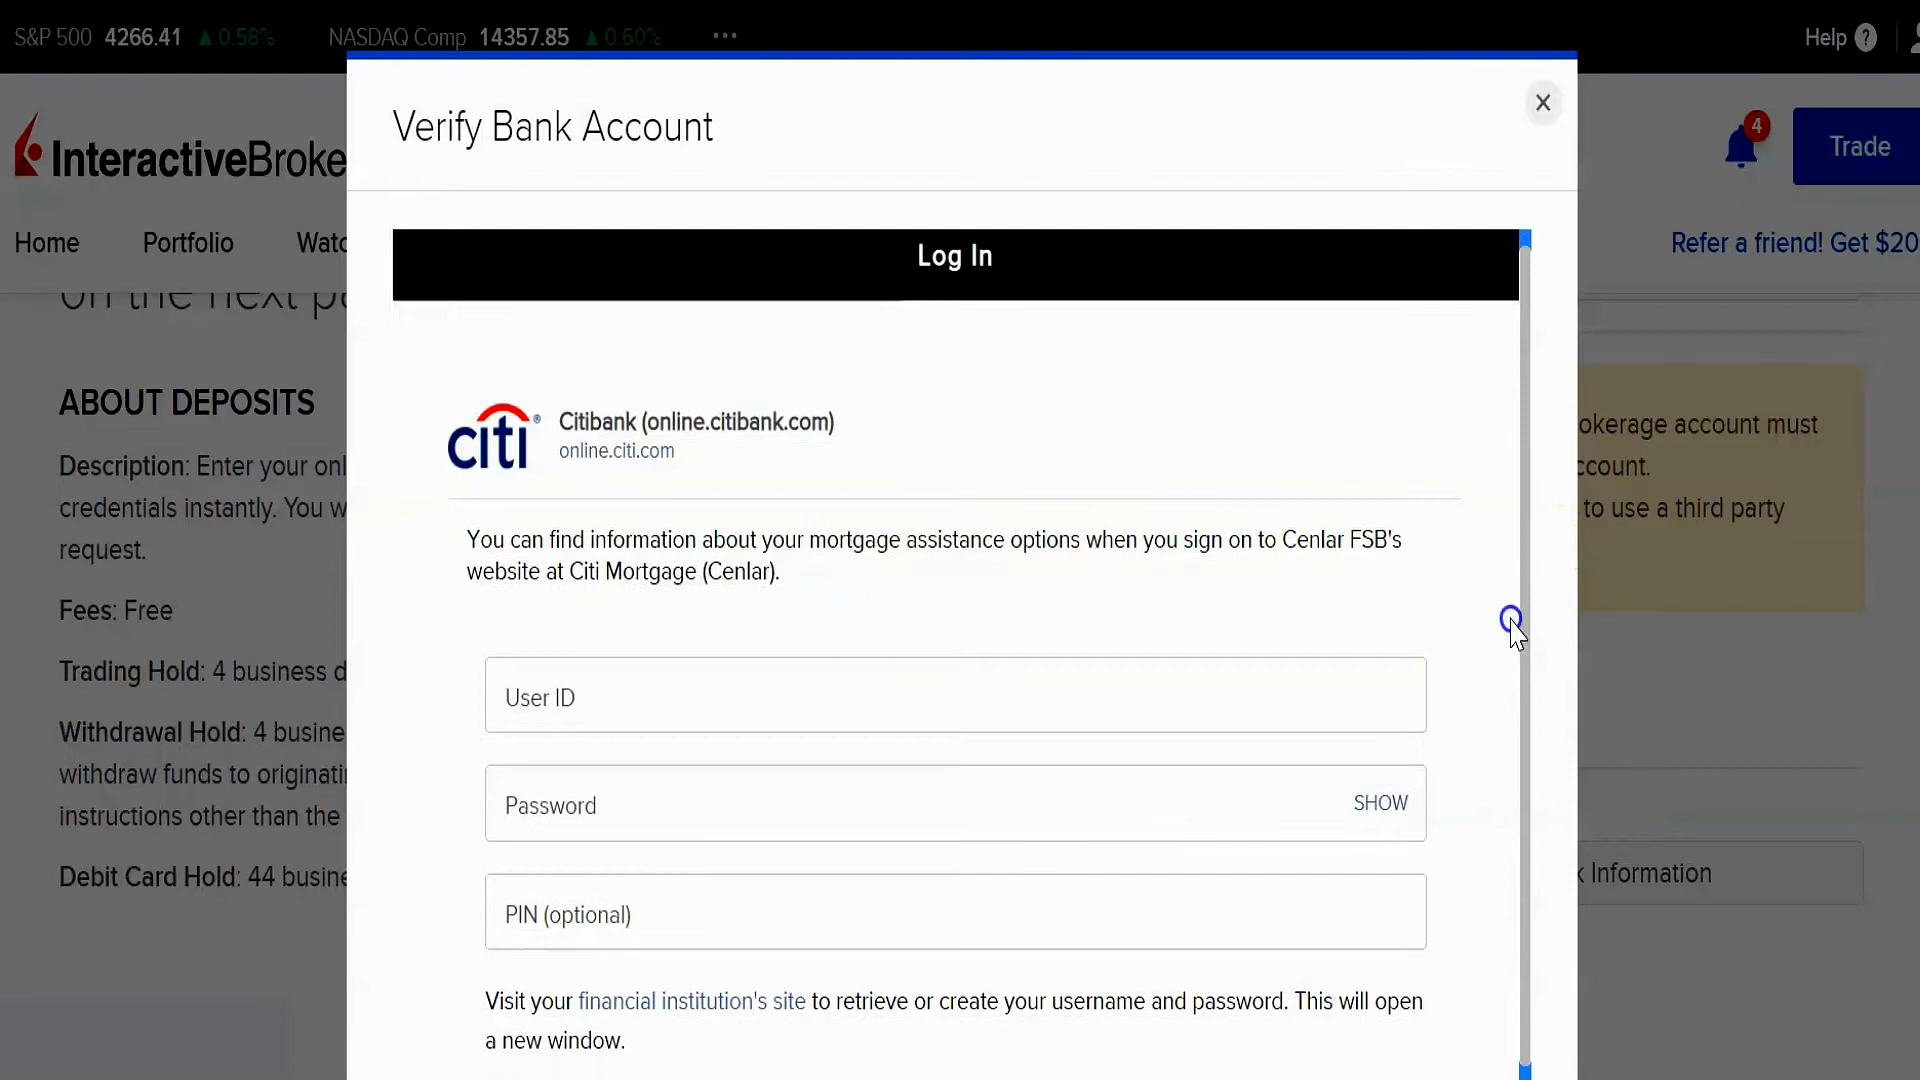 S&P 500 4266.41 ▲ 0.58% NASDAQ Comp 14357.85 ▲ 0.60% •••
Help ?
Verify Bank Account
X
InteractiveBroke
4
Trade
Home Portfolio Watc
Refer a friend! Get $20
on the next pa
Log In
ABOUT DEPOSITS
Description: Enter your onl
credentials instantly. You w
request.
Fees: Free
Trading Hold: 4 business d
Withdrawal Hold: 4 busine
withdraw funds to originati
instructions other than the
Debit Card Hold: 44 busine
citi®
Citibank (online.citibank.com)
online.citi.com
You can find information about your mortgage assistance options when you sign on to Cenlar FSB's
website at Citi Mortgage (Cenlar).
User ID
Password
SHOW
PIN (optional)
Visit your financial institution's site to retrieve or create your username and password. This will open
a new window.
okerage account must
ccount.
to use a third party
k Information